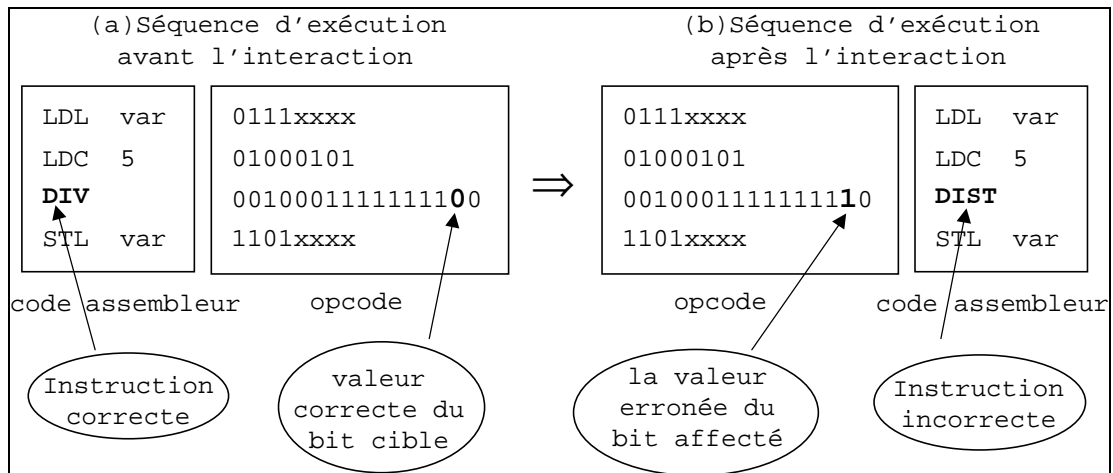 (a)Séquence d'exécution
avant l'interaction
(b)Séquence d'exécution
après l'interaction
LDL var
LDC 5
DIV
STL var
0111xxxx
01000101
0010001111111100
1101xxxx
⇒
0111xxxx
01000101
0010001111111110
1101xxxx
LDL var
LDC 5
DIST
STL var
code assembleur
opcode
opcode
code assembleur
Instruction
correcte
valeur
correcte du
bit cible
la valeur
erronée du
bit affecté
Instruction
incorrecte